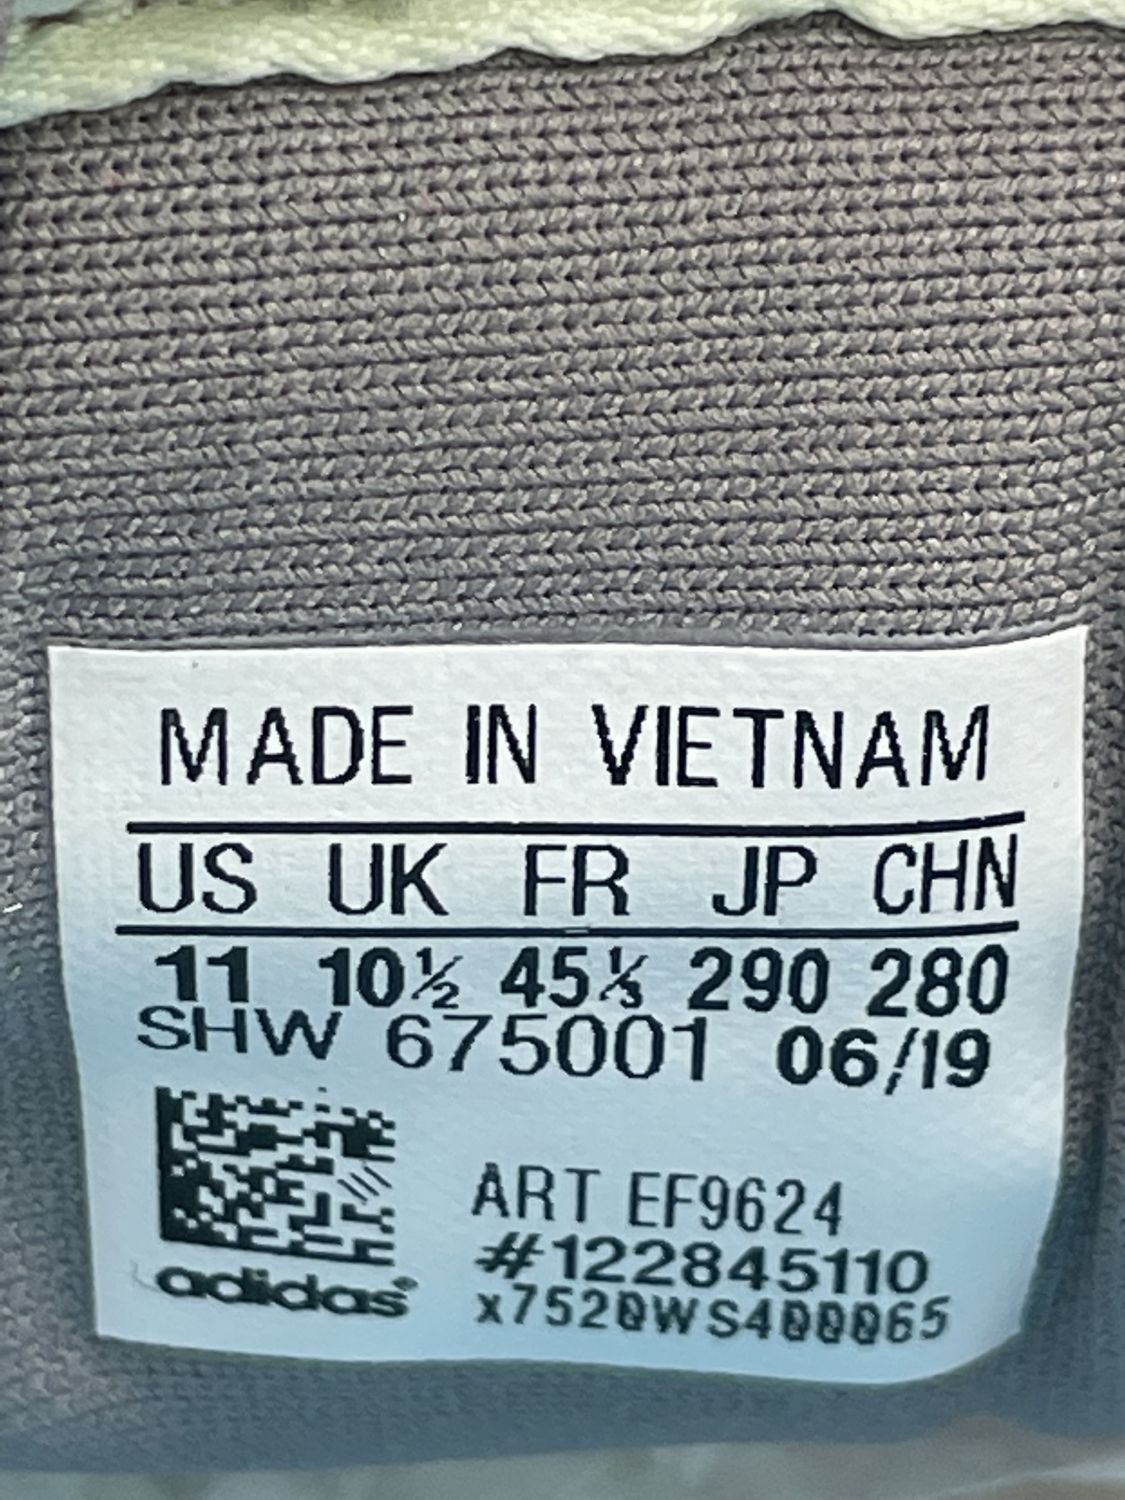 MADE IN VIETNAM
US UK FR JP CHN
11 10½ 45⅓ 290 280
SHW 675001 06/19
ART EF9624
#122845110
adidas®
x7520WS400065